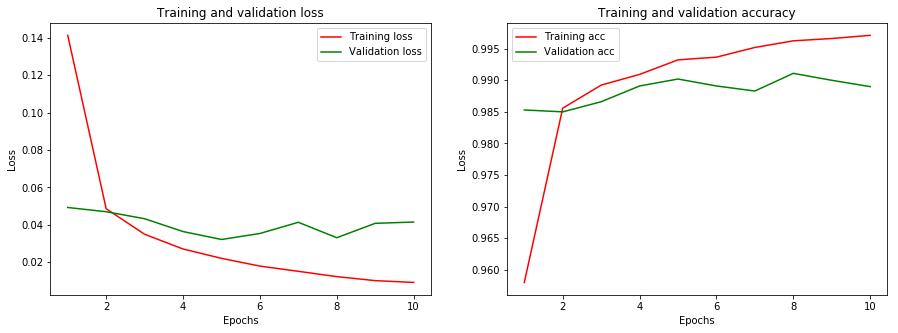 Training and validation loss
Training loss
Validation loss
0.14
0.12
0.10
0.08
0.06
0.04
0.02
Loss
2
4
6
8
10
Epochs
Training and validation accuracy
Training acc
Validation acc
0.995
0.990
0.985
0.980
0.975
0.970
0.965
0.960
Loss
2
4
6
8
10
Epochs